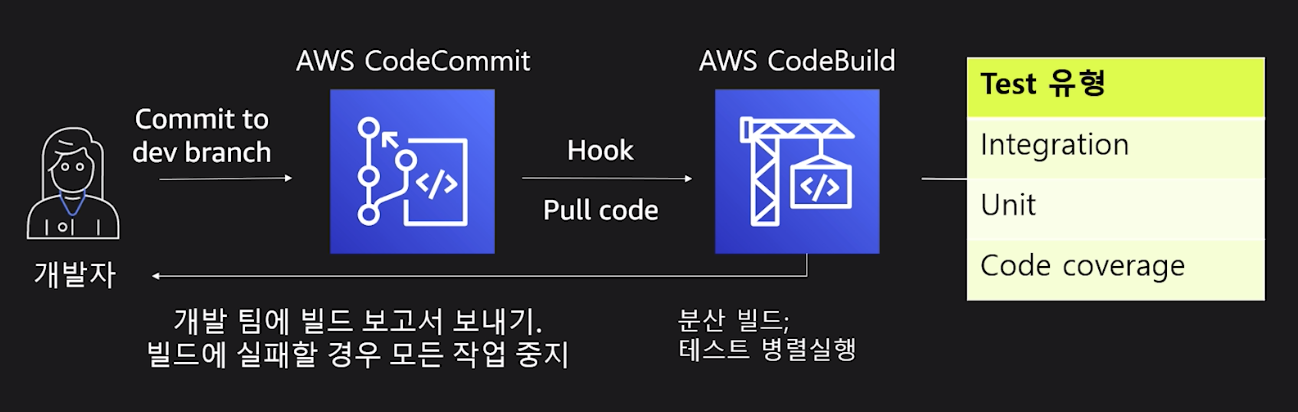 AWS CodeCommit
AWS CodeBuild
Commit to
dev branch
Hook
Pull code
</>
</>
개발자
개발 팀에 빌드 보고서 보내기.
빌드에 실패할 경우 모든 작업 중지
분산 빌드;
테스트 병렬실행
Test 유형
Integration
Unit
Code coverage